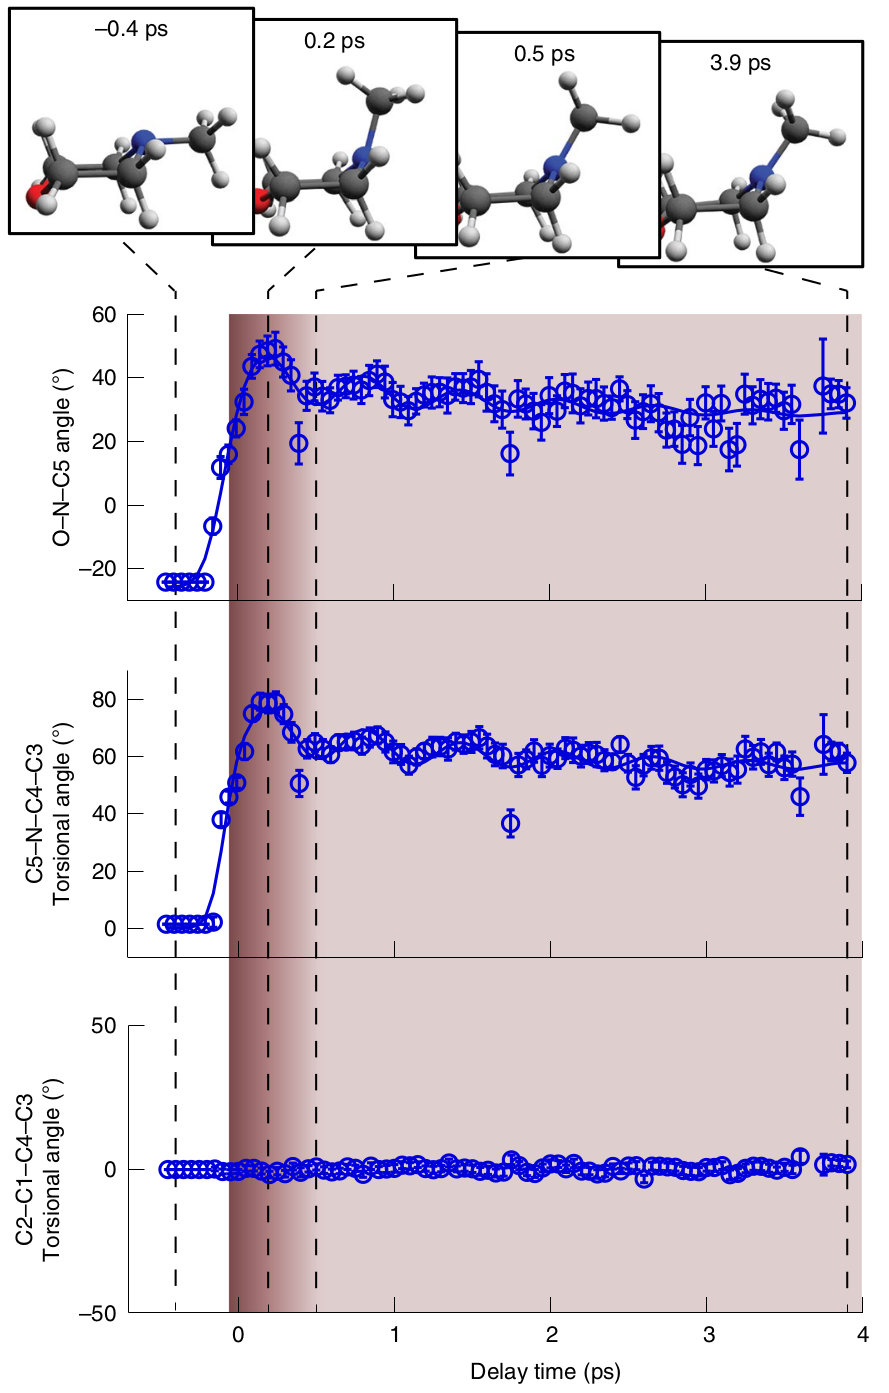 –0.4 ps
0.2 ps
0.5 ps
3.9 ps
60
40
20
0
–20
O–N–C5 angle (°)
80
60
40
20
0
C5–N–C4–C3
Torsional angle (°)
50
0
–50
C2–C1–C4–C3
Torsional angle (°)
0
1
2
3
4
Delay time (ps)